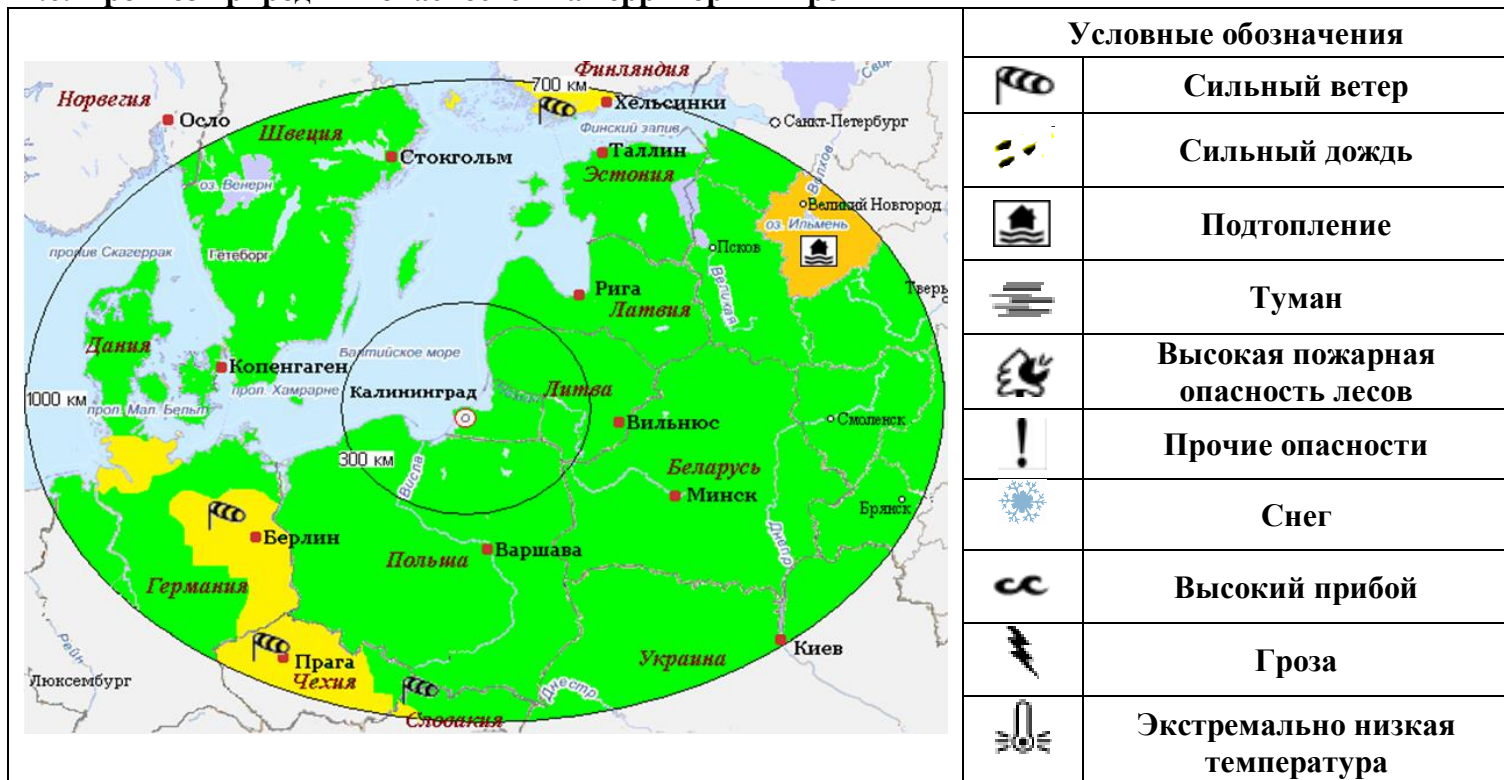 Условные обозначения
Сильный ветер
Сильный дождь
Подтопление
Туман
Высокая пожарная
опасность лесов
Прочие опасности
Снег
Высокий прибой
Гроза
Экстремально низкая
температура
Финляндия
700 км
Хельсинки
Норвегия
Осло
Швеция
Финский залив
Санкт-Петербург
Стокгольм
Таллин
Эстония
Волхов
оз. Венерн
Великий Новгород
оз. Ильмень
пролив Скагеррак
Гетеборг
Псков
Великая
Рига
Латвия
Тверь
Дания
Балтийское море
Копенгаген
Калининград
Литва
1000 км
прол. Мал. Бельт
Смоленск
Вильнюс
300 км
Висла
Беларусь
Минск
Брянск
Днепр
Берлин
Варшава
Польша
Германия
Рейн
Прага
Чехия
Украина
Киев
Люксембург
Днестр
Словакия